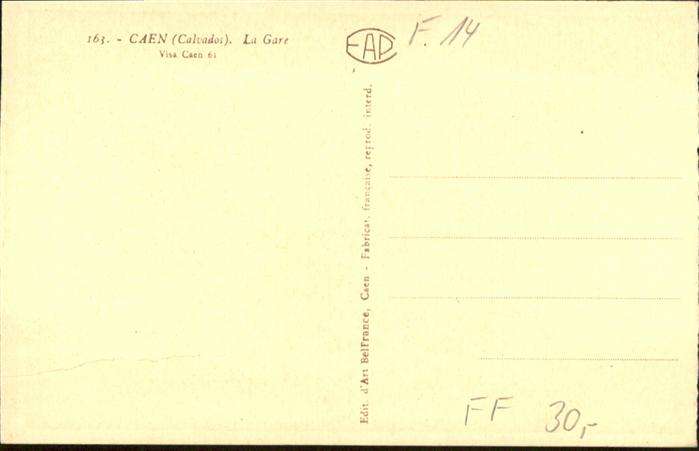 163. - CAEN (Calvados). La Gare
Visa Caen 61
EAP
F. 14
Edit. d'Art BelFrance, Caen - Fabricat. française, reprod. interd.
FF 30,-